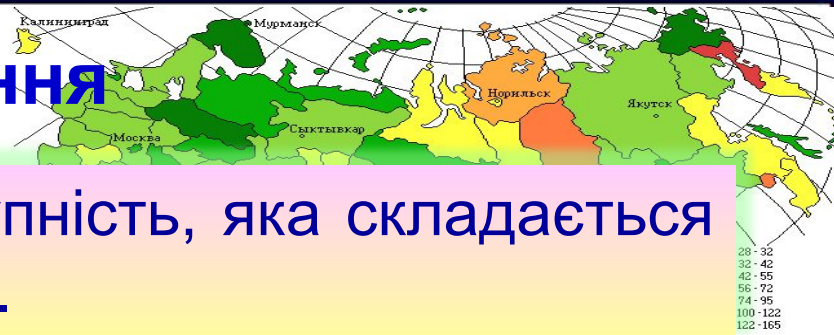 Калининград
Мурманск
ння
Норильск
Якутск
Москва
Сыктывкар
пність, яка складається
28 - 32
32 - 42
42 - 55
56 - 72
74 - 95
100 -122
122 -165